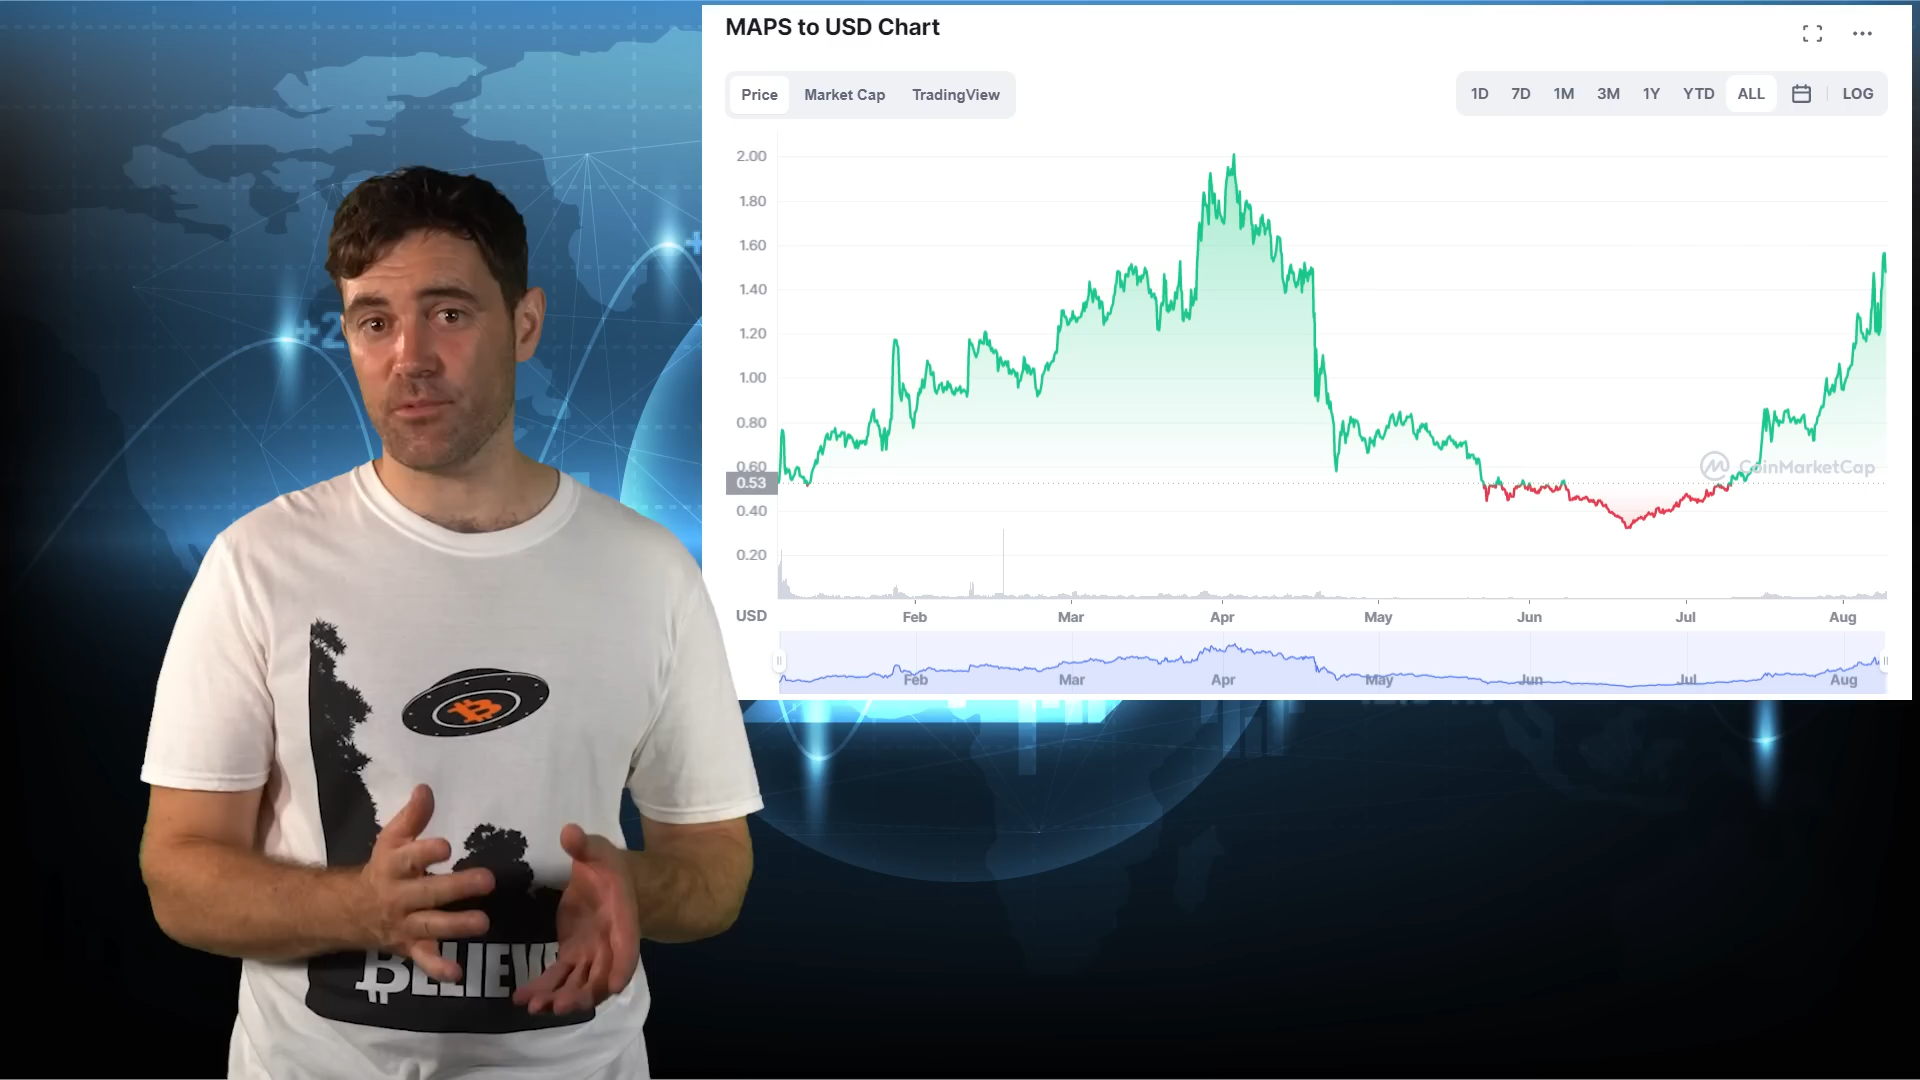 MAPS to USD Chart
Price Market Cap TradingView
1D 7D 1M 3M 1Y YTD ALL LOG
2.00
1.80
1.60
1.40
1.20
1.00
0.80
0.60
0.53
0.40
0.20
CoinMarketCap
USD Feb Mar Apr May Jun Jul Aug
Feb Mar Apr May Jun Jul Aug
+2
+
BELIEVE